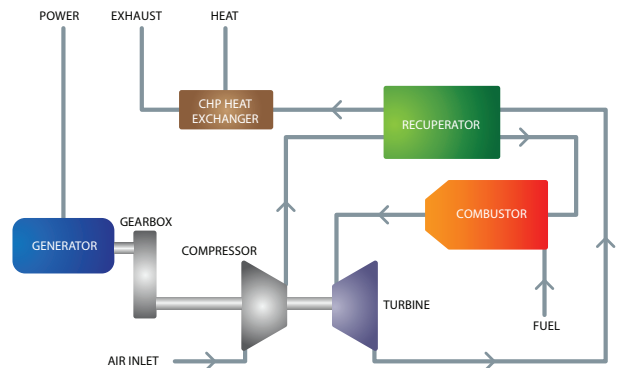 POWER
EXHAUST
HEAT
CHP HEAT
EXCHANGER
RECUPERATOR
COMBUSTOR
GEARBOX
GENERATOR
COMPRESSOR
TURBINE
FUEL
AIR INLET